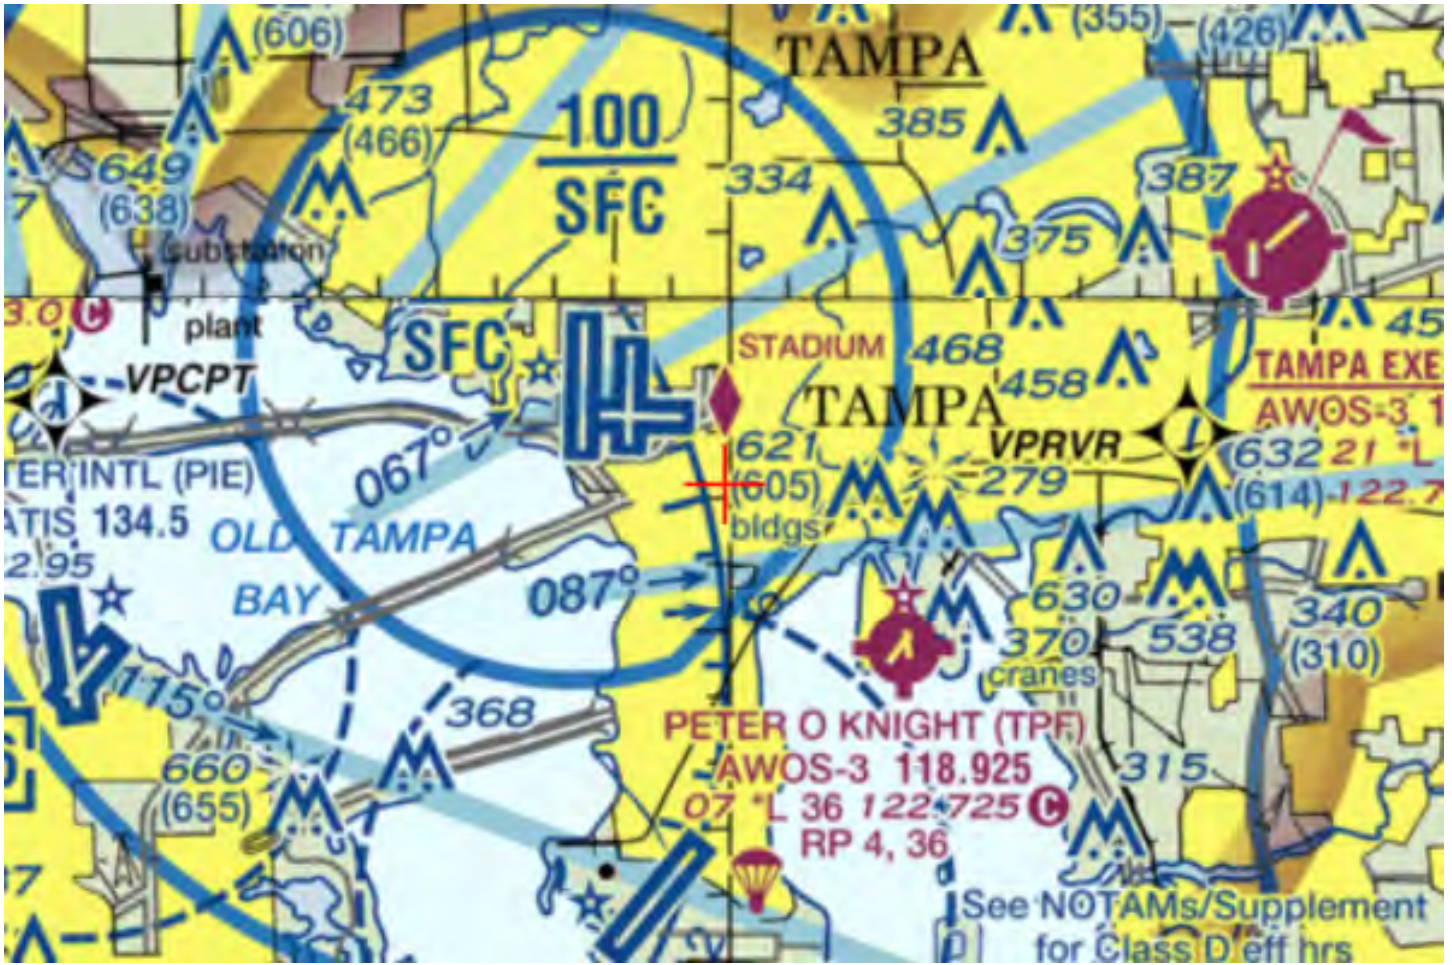 (606)
(355)
(426)
TAMPA
473
(466)
100
SFC
385
649
(638)
334
387
7
375
substation
3.0 C
plant
SFC
STADIUM
468
45
VPCPT
458
TAMPA EXE
TAMPA
AWOS-3 1
067°
621
(605)
bldgs
VPRVR
279
632
(614)
21 *L
122.7
TER INTL (PIE)
ATIS 134.5
2.95
OLD TAMPA
BAY
087°
630
370
cranes
538
340
(310)
115°
368
PETER O KNIGHT (TPF)
AWOS-3 118.925
07 *L 36 122.725 C
RP 4, 36
660
(655)
315
7
See NOTAMs/Supplement
for Class D eff hrs